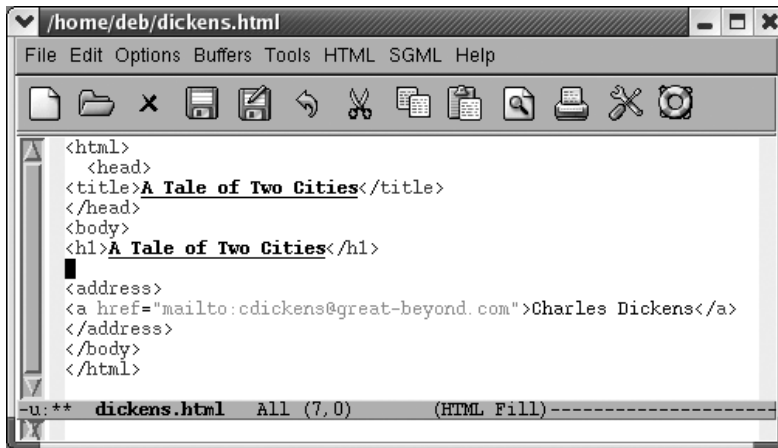 /home/deb/dickens.html
File Edit Options Buffers Tools HTML SGML Help
<html>
  <head>
<title>A Tale of Two Cities</title>
</head>
<body>
<h1>A Tale of Two Cities</h1>
<address>
<a href="mailto:cdickens@great-beyond.com">Charles Dickens</a>
</address>
</body>
</html>
-u:** dickens.html All (7,0) (HTML Fill)----------------------